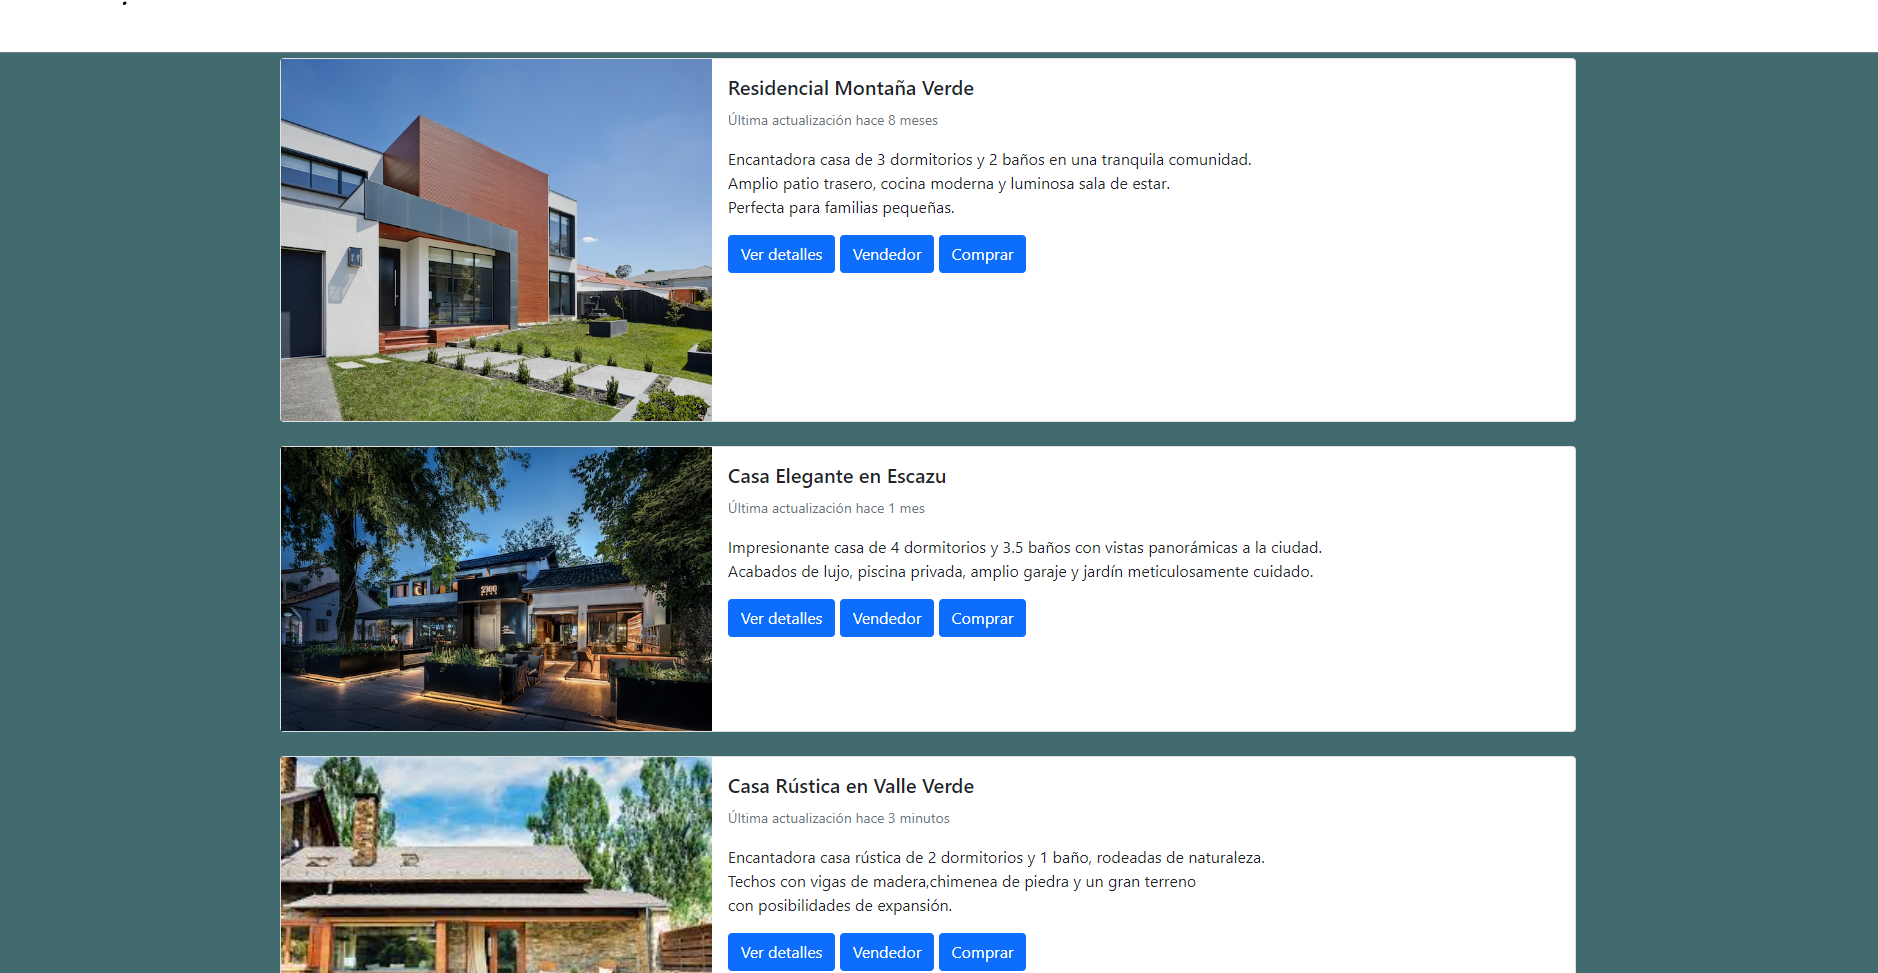 Residencial Montaña Verde
Última actualización hace 8 meses
Encantadora casa de 3 dormitorios y 2 baños en una tranquila comunidad.
Amplio patio trasero, cocina moderna y luminosa sala de estar.
Perfecta para familias pequeñas.
Ver detalles Vendedor Comprar
Casa Elegante en Escazu
Última actualización hace 1 mes
Impresionante casa de 4 dormitorios y 3.5 baños con vistas panorámicas a la ciudad.
Acabados de lujo, piscina privada, amplio garaje y jardín meticulosamente cuidado.
Ver detalles Vendedor Comprar
Casa Rústica en Valle Verde
Última actualización hace 3 minutos
Encantadora casa rústica de 2 dormitorios y 1 baño, rodeadas de naturaleza.
Techos con vigas de madera,chimenea de piedra y un gran terreno
con posibilidades de expansión.
Ver detalles Vendedor Comprar